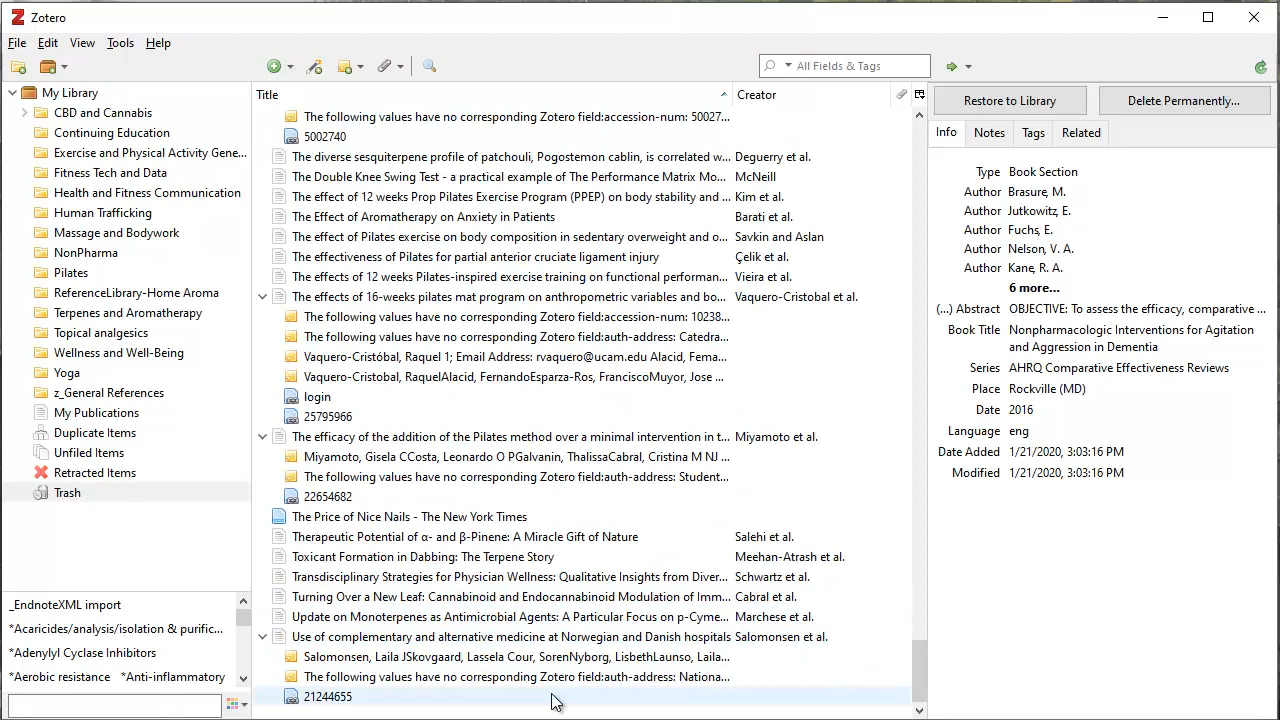 Zotero
File Edit View Tools Help
All Fields & Tags
My Library
CBD and Cannabis
Continuing Education
Exercise and Physical Activity Gene...
Fitness Tech and Data
Health and Fitness Communication
Human Trafficking
Massage and Bodywork
NonPharma
Pilates
ReferenceLibrary-Home Aroma
Terpenes and Aromatherapy
Topical analgesics
Wellness and Well-Being
Yoga
z_General References
My Publications
Duplicate Items
Unfiled Items
Retracted Items
Trash
_EndnoteXML import
*Acaricides/analysis/isolation & purific...
*Adenylyl Cyclase Inhibitors
*Aerobic resistance *Anti-inflammatory
Title Creator
The following values have no corresponding Zotero field:accession-num: 50027...
5002740
The diverse sesquiterpene profile of patchouli, Pogostemon cablin, is correlated w... Deguerry et al.
The Double Knee Swing Test - a practical example of The Performance Matrix Mo... McNeill
The effect of 12 weeks Prop Pilates Exercise Program (PPEP) on body stability and ... Kim et al.
The Effect of Aromatherapy on Anxiety in Patients Barati et al.
The effect of Pilates exercise on body composition in sedentary overweight and o... Savkin and Aslan
The effectiveness of Pilates for partial anterior cruciate ligament injury Çelik et al.
The effects of 12 weeks Pilates-inspired exercise training on functional performan... Vieira et al.
The effects of 16-weeks pilates mat program on anthropometric variables and bo... Vaquero-Cristobal et al.
The following values have no corresponding Zotero field:accession-num: 10238...
The following values have no corresponding Zotero field:auth-address: Catedra...
Vaquero-Cristóbal, Raquel 1; Email Address: rvaquero@ucam.edu Alacid, Fema...
Vaquero-Cristobal, RaquelAlacid, FernandoEsparza-Ros, FranciscoMuyor, Jose ...
login
25795966
The efficacy of the addition of the Pilates method over a minimal intervention in t... Miyamoto et al.
Miyamoto, Gisela CCosta, Leonardo O PGalvanin, ThalissaCabral, Cristina M NJ ...
The following values have no corresponding Zotero field:auth-address: Student...
22654682
The Price of Nice Nails - The New York Times
Therapeutic Potential of α- and β-Pinene: A Miracle Gift of Nature Salehi et al.
Toxicant Formation in Dabbing: The Terpene Story Meehan-Atrash et al.
Transdisciplinary Strategies for Physician Wellness: Qualitative Insights from Diver... Schwartz et al.
Turning Over a New Leaf: Cannabinoid and Endocannabinoid Modulation of Imm... Cabral et al.
Update on Monoterpenes as Antimicrobial Agents: A Particular Focus on p-Cyme... Marchese et al.
Use of complementary and alternative medicine at Norwegian and Danish hospitals Salomonsen et al.
Salomonsen, Laila JSkovgaard, Lassela Cour, SorenNyborg, LisbethLaunso, Laila...
The following values have no corresponding Zotero field:auth-address: Nationa...
21244655
Restore to Library Delete Permanently...
Info Notes Tags Related
Type Book Section
Author Brasure, M.
Author Jutkowitz, E.
Author Fuchs, E.
Author Nelson, V. A.
Author Kane, R. A.
6 more...
(...) Abstract OBJECTIVE: To assess the efficacy, comparative ...
Book Title Nonpharmacologic Interventions for Agitation
and Aggression in Dementia
Series AHRQ Comparative Effectiveness Reviews
Place Rockville (MD)
Date 2016
Language eng
Date Added 1/21/2020, 3:03:16 PM
Modified 1/21/2020, 3:03:16 PM